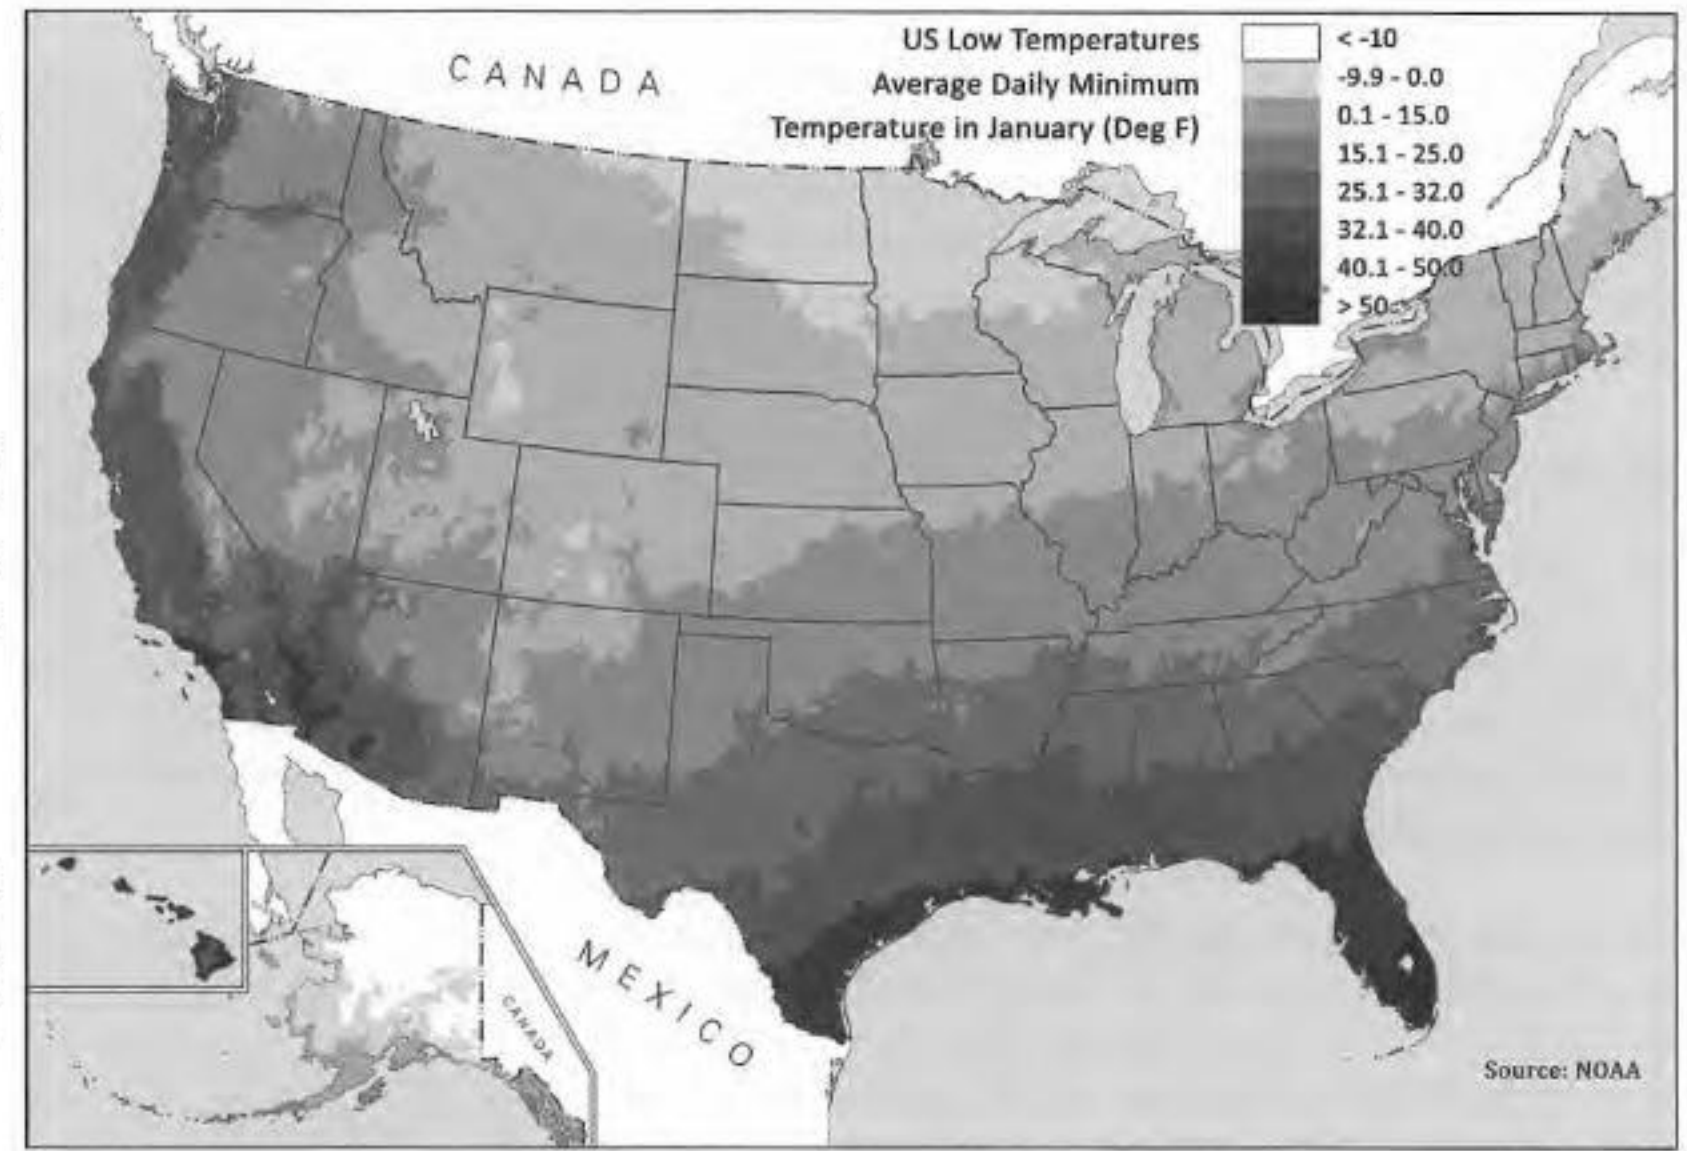 CANADA
US Low Temperatures
Average Daily Minimum
Temperature in January (Deg F)
< -10
-9.9 - 0.0
0.1 - 15.0
15.1 - 25.0
25.1 - 32.0
32.1 - 40.0
40.1 - 50.0
> 50
MEXICO
CANADA
Source: NOAA